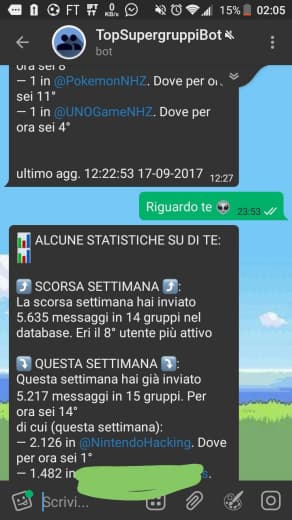 FT
FT
0
KB/s
15%
02:05
TopSupergruppiBot
bot
ora sei 8°
– 1 in @PokemonNHZ. Dove per
sei 11°
– 1 in @UNOGameNHZ. Dove per
ora sei 4°
ultimo agg. 12:22:53 17-09-2017
12:27
Riguardo te 👽
23:53
📊 ALCUNE STATISTICHE SU DI TE:
📊
⤴️ SCORSA SETTIMANA ⤴️:
La scorsa settimana hai inviato
5.635 messaggi in 14 gruppi nel
database. Eri il 8° utente più attivo
⤵️ QUESTA SETTIMANA ⤵️:
Questa settimana hai già inviato
5.217 messaggi in 15 gruppi. Per
ora sei 14°
di cui (questa settimana):
– 2.126 in @NintendoHacking. Dove
per ora sei 1°
– 1.482 in
Scrivi...